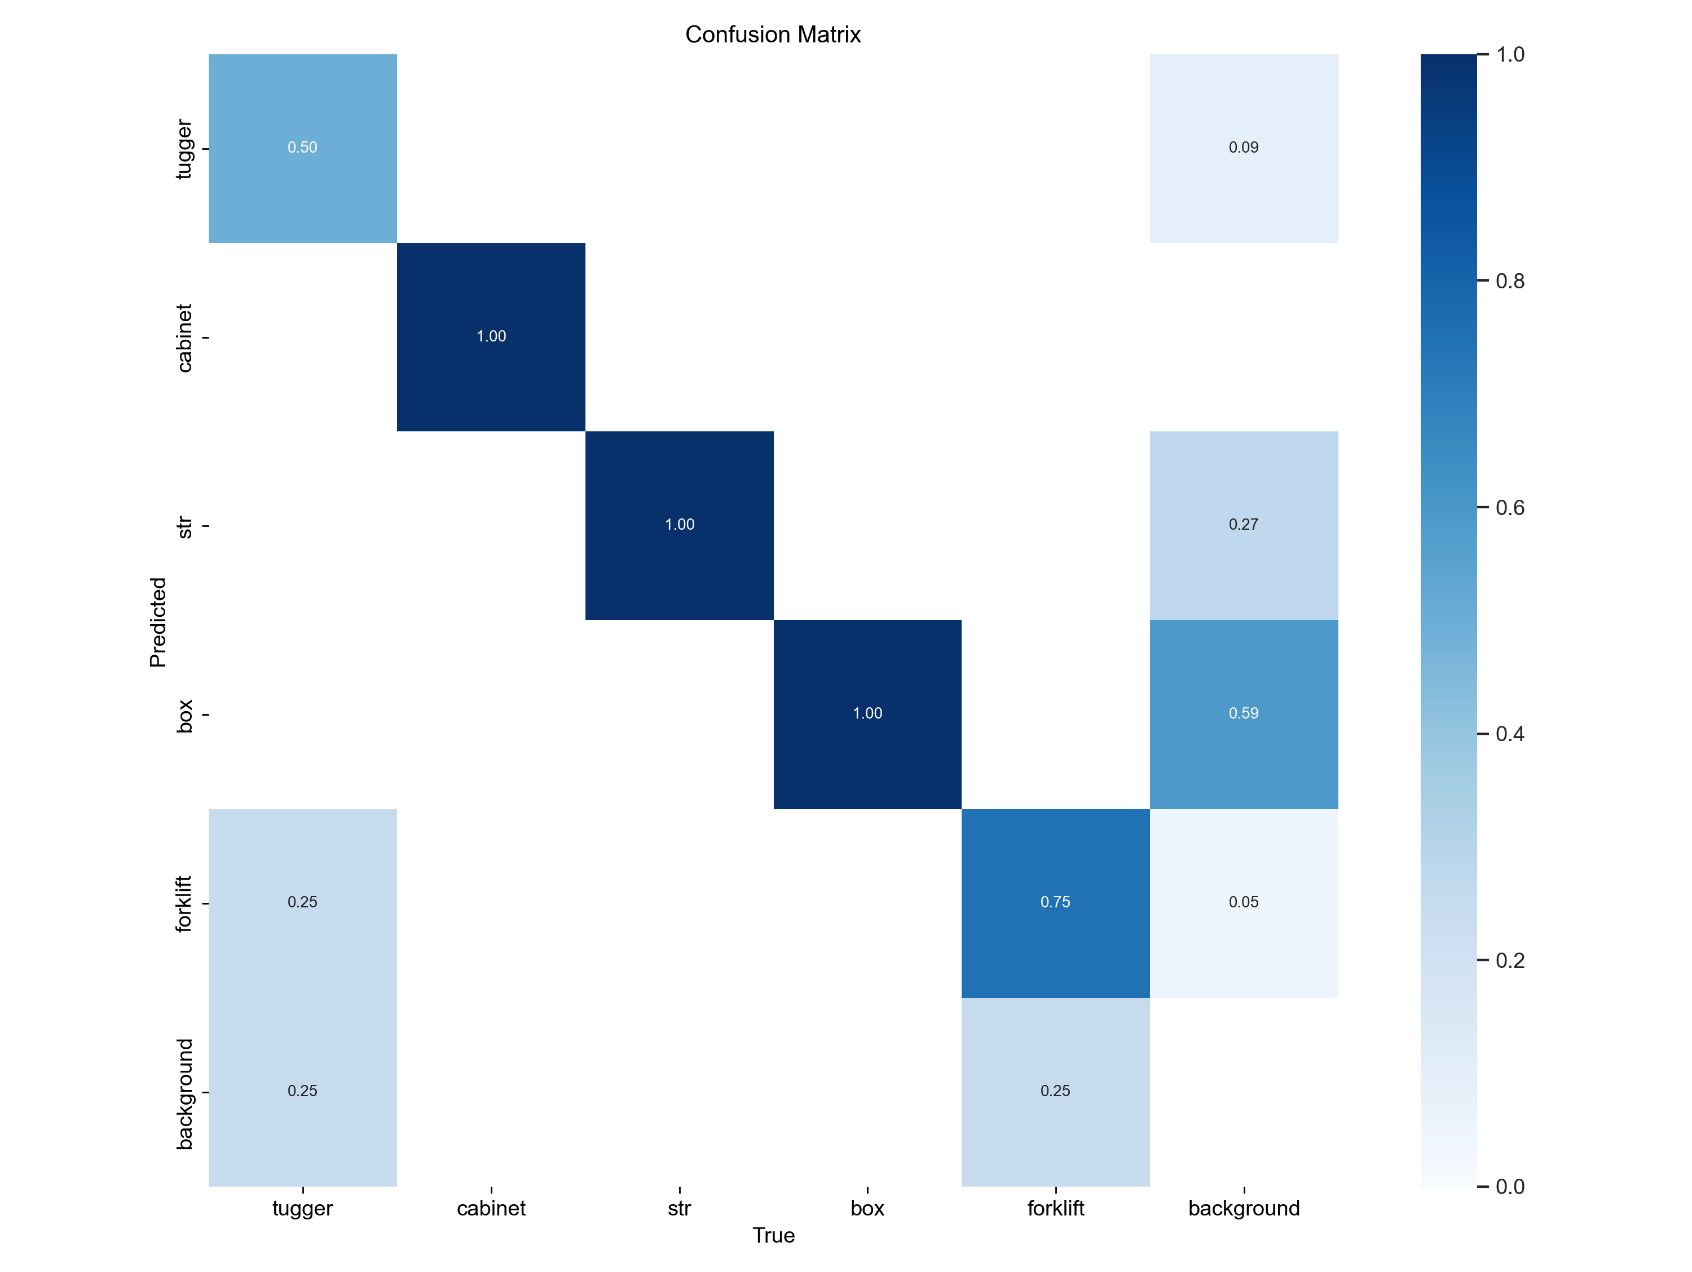 Confusion Matrix
tugger
cabinet
str
box
forklift
background
Predicted
0.50
0.09
1.00
1.00
0.27
1.00
0.59
0.25
0.75
0.05
0.25
0.25
tugger
cabinet
str
box
forklift
background
True
1.0
0.8
0.6
0.4
0.2
0.0